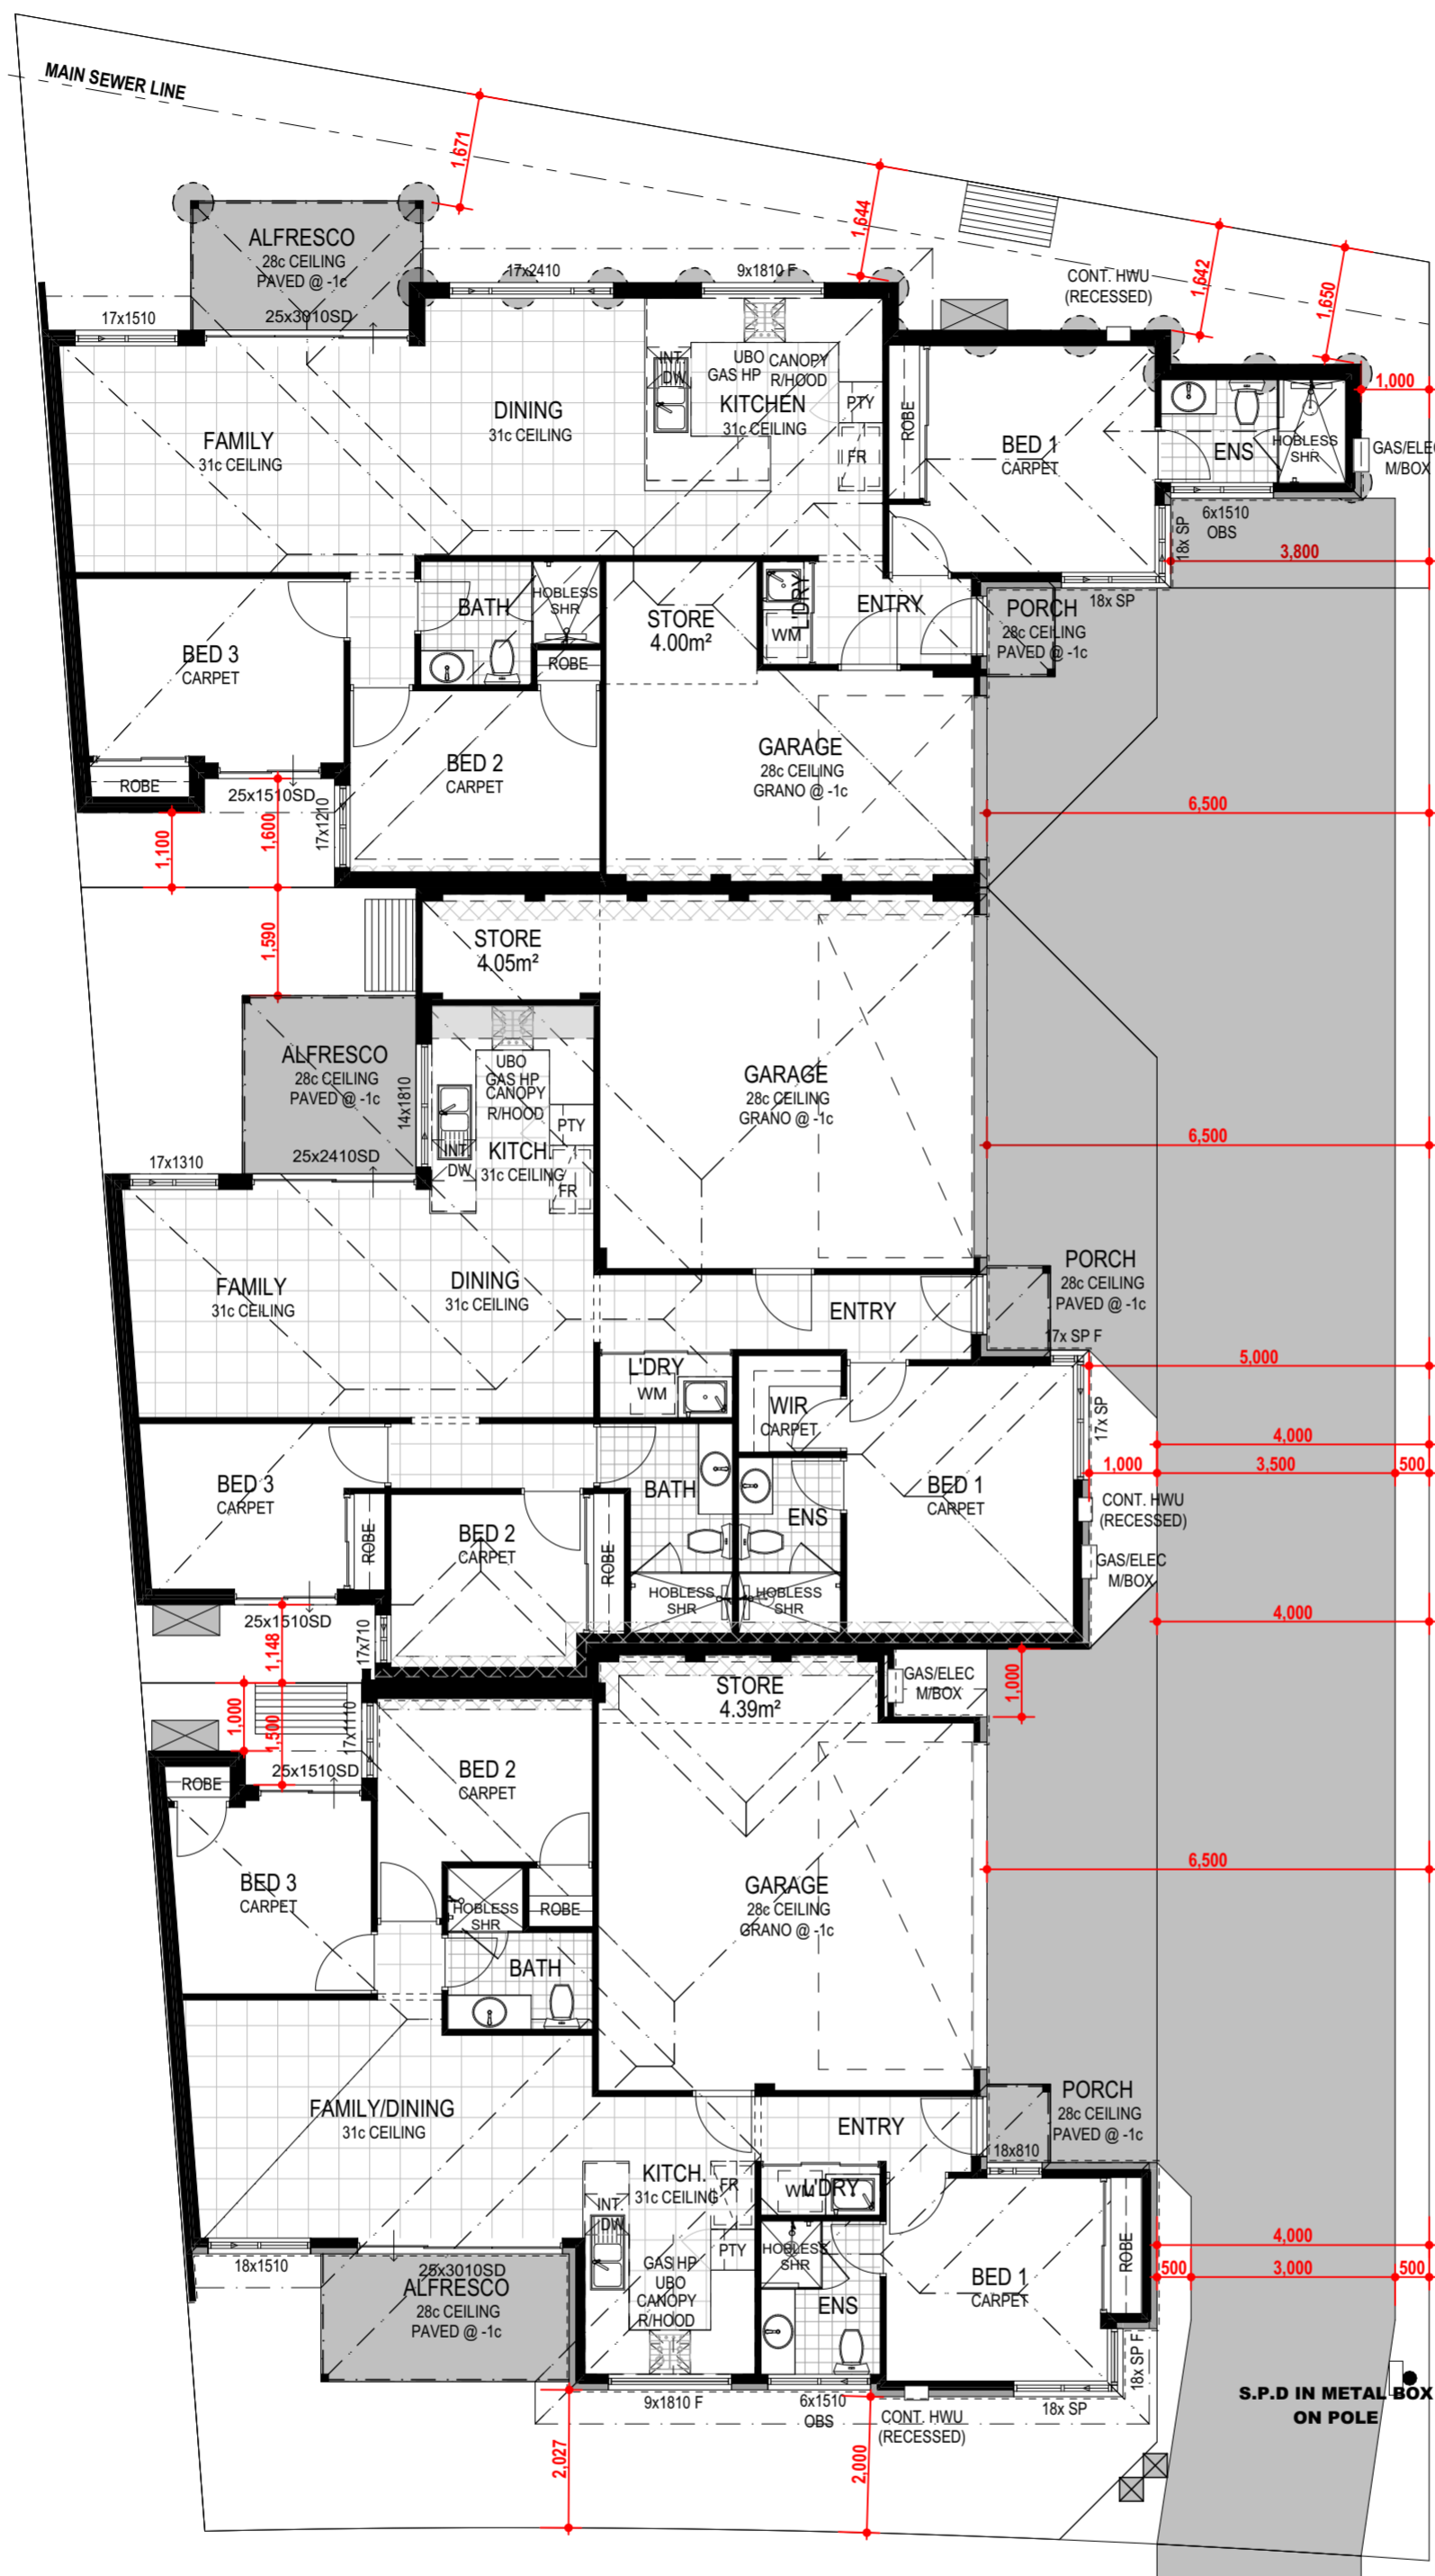 MAIN SEWER LINE
1,671
1,644
1,642
1,650
ALFRESCO
28c CEILING
PAVED @ -1c
25x3010SD
17x1510
17x2410
9x1810 F
CONT. HWU
(RECESSED)
1,000
FAMILY
31c CEILING
DINING
31c CEILING
INT.
DW
UBO
GAS HP
CANOPY
R/HOOD
KITCHEN
31c CEILING
PTY
FR
ROBE
BED 1
CARPET
ENS
HOBLESS
SHR
GAS/ELEC
M/BOX
6x1510
OBS
18x SP
3,800
18x SP
BED 3
CARPET
BATH
HOBLESS
SHR
ROBE
STORE
4.00m²
L'DRY
WM
ENTRY
PORCH
28c CEILING
PAVED @ -1c
ROBE
25x1510SD
17x1210
BED 2
CARPET
GARAGE
28c CEILING
GRANO @ -1c
6,500
1,100
1,600
1,590
STORE
4.05m²
ALFRESCO
28c CEILING
PAVED @ -1c
14x1810
UBO
GAS HP
CANOPY
R/HOOD
PTY
INT.
DW
KITCH.
31c CEILING
FR
GARAGE
28c CEILING
GRANO @ -1c
6,500
17x1310
25x2410SD
FAMILY
31c CEILING
DINING
31c CEILING
ENTRY
PORCH
28c CEILING
PAVED @ -1c
17x SP F
5,000
L'DRY
WM
WIR
CARPET
17x SP
4,000
1,000
3,500
500
BED 3
CARPET
ROBE
BED 2
CARPET
ROBE
BATH
ENS
BED 1
CARPET
CONT. HWU
(RECESSED)
GAS/ELEC
M/BOX
HOBLESS
SHR
HOBLESS
SHR
4,000
25x1510SD
17x710
1,148
1,000
1,500
17x1110
STORE
4.39m²
GAS/ELEC
M/BOX
1,000
25x1510SD
ROBE
BED 2
CARPET
BED 3
CARPET
HOBLESS
SHR
ROBE
BATH
GARAGE
28c CEILING
GRANO @ -1c
6,500
FAMILY/DINING
31c CEILING
ENTRY
PORCH
28c CEILING
PAVED @ -1c
18x810
KITCH.
31c CEILING
FR
INT.
DW
PTY
WM
L'DRY
HOBLESS
SHR
GAS HP
UBO
CANOPY
R/HOOD
ENS
BED 1
CARPET
ROBE
4,000
500
3,000
500
18x1510
25x3010SD
ALFRESCO
28c CEILING
PAVED @ -1c
9x1810 F
6x1510
OBS
CONT. HWU
(RECESSED)
18x SP
18x SP F
S.P.D IN METAL BOX
ON POLE
2,027
2,000